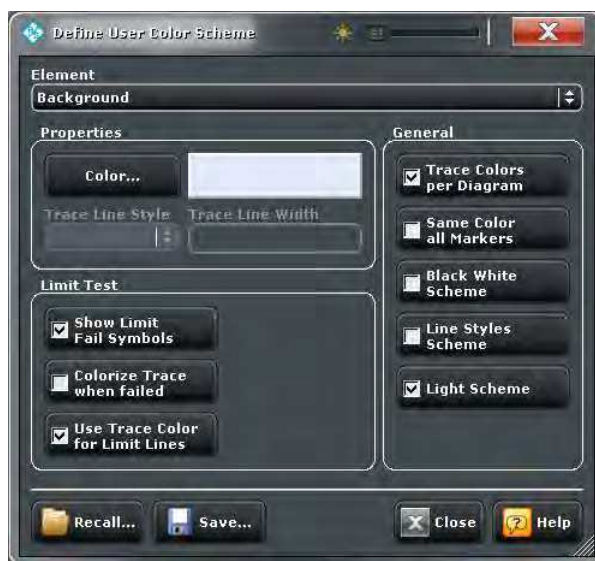 Define User Color Scheme
Element
Background
Properties
Color...
Trace Line Style
Trace Line Width
General
Trace Colors
per Diagram
Same Color
all Markers
Black White
Scheme
Line Styles
Scheme
Light Scheme
Limit Test
Show Limit
Fail Symbols
Colorize Trace
when failed
Use Trace Color
for Limit Lines
Recall...
Save...
Close
Help